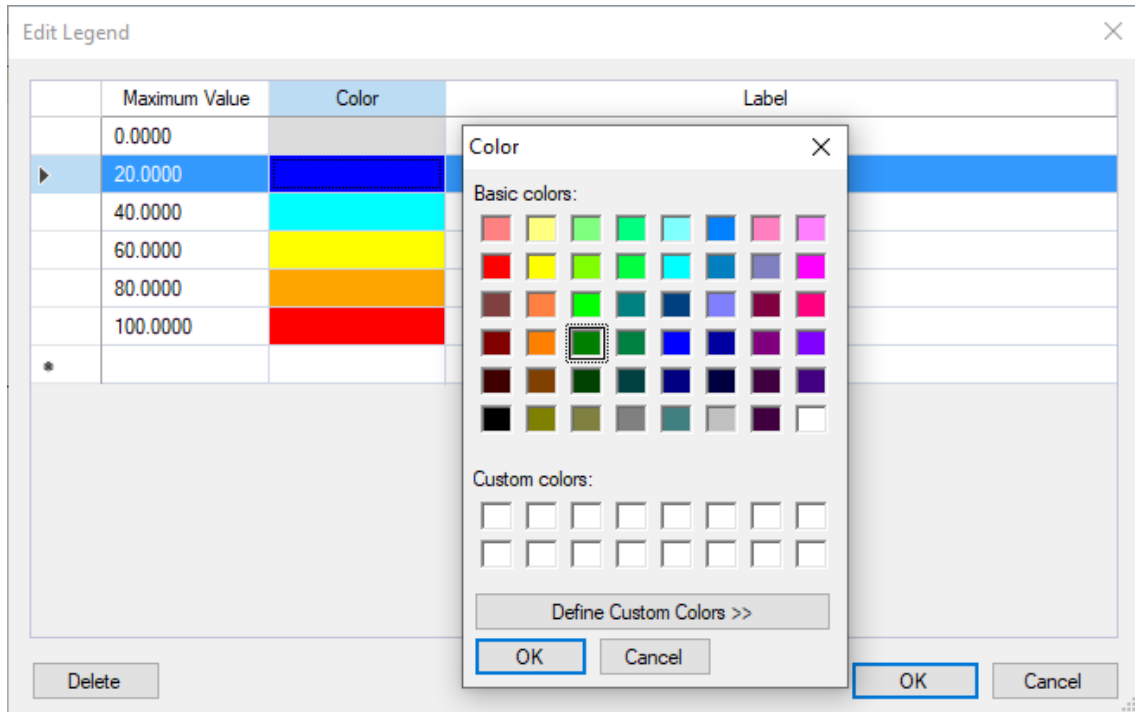 Edit Legend
Maximum Value Color Label
0.0000
20.0000
40.0000
60.0000
80.0000
100.0000
Color
Basic colors:
Custom colors:
Define Custom Colors >>
OK Cancel
Delete OK Cancel